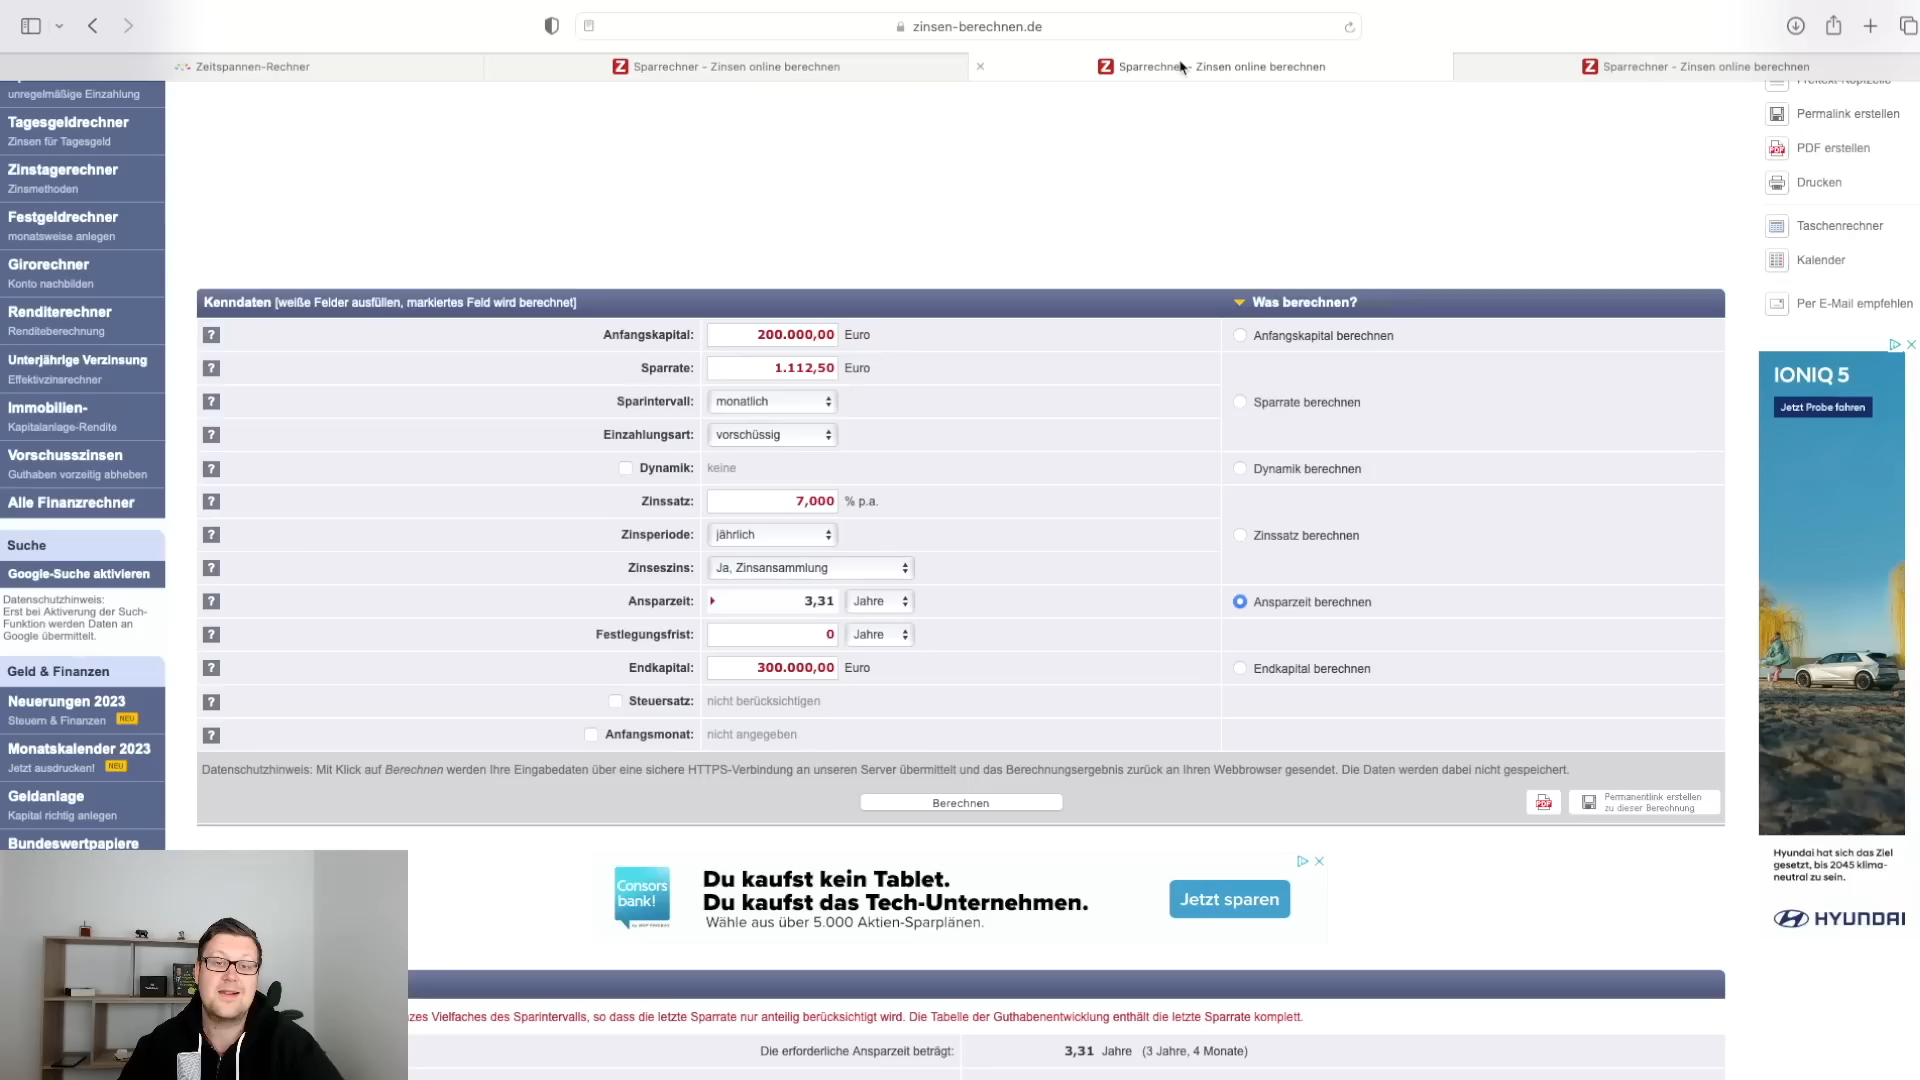 zinsen-berechnen.de
Zeitspannen-Rechner
Sparrechner - Zinsen online berechnen
Sparrechner - Zinsen online berechnen
Sparrechner - Zinsen online berechnen
unregelmäßige Einzahlung
Tagesgeldrechner
Zinsen für Tagesgeld
Zinstagerechner
Zinsmethoden
Festgeldrechner
monatsweise anlegen
Girorechner
Konto nachbilden
Renditerechner
Renditeberechnung
Unterjährige Verzinsung
Effektivzinsrechner
Immobilien-
Kapitalanlage-Rendite
Vorschusszinsen
Guthaben vorzeitig abheben
Alle Finanzrechner
Suche
Google-Suche aktivieren
Datenschutzhinweis:
Erst bei Aktivierung der Such-
Funktion werden Daten an
Google übermittelt.
Geld & Finanzen
Neuerungen 2023
Steuern & Finanzen NEU
Monatskalender 2023
Jetzt ausdrucken! NEU
Geldanlage
Kapital richtig anlegen
Bundeswertpapiere
Kenndaten [weiße Felder ausfüllen, markiertes Feld wird berechnet] Was berechnen?
? Anfangskapital: 200.000,00 Euro Anfangskapital berechnen
? Sparrate: 1.112,50 Euro
? Sparintervall: monatlich Sparrate berechnen
? Einzahlungsart: vorschüssig
? Dynamik: keine Dynamik berechnen
? Zinssatz: 7,000 % p.a.
? Zinsperiode: jährlich Zinssatz berechnen
? Zinseszins: Ja, Zinsansammlung
? Ansparzeit: 3,31 Jahre Ansparzeit berechnen
? Festlegungsfrist: 0 Jahre
? Endkapital: 300.000,00 Euro Endkapital berechnen
? Steuersatz: nicht berücksichtigen
? Anfangsmonat: nicht angegeben
Datenschutzhinweis: Mit Klick auf Berechnen werden Ihre Eingabedaten über eine sichere HTTPS-Verbindung an unseren Server übermittelt und das Berechnungsergebnis zurück an Ihren Webbrowser gesendet. Die Daten werden dabei nicht gespeichert.
Berechnen
PDF
Permanentlink erstellen
zu dieser Berechnung
Consors
bank!
Du kaufst kein Tablet.
Du kaufst das Tech-Unternehmen.
Wähle aus über 5.000 Aktien-Sparplänen.
Jetzt sparen
zes Vielfaches des Sparintervalls, so dass die letzte Sparrate nur anteilig berücksichtigt wird. Die Tabelle der Guthabenentwicklung enthält die letzte Sparrate komplett.
Die erforderliche Ansparzeit beträgt: 3,31 Jahre (3 Jahre, 4 Monate)
Permalink erstellen
PDF erstellen
Drucken
Taschenrechner
Kalender
Per E-Mail empfehlen
IONIQ 5
Jetzt Probe fahren
Hyundai hat sich das Ziel
gesetzt, bis 2045 klima-
neutral zu sein.
HYUNDAI